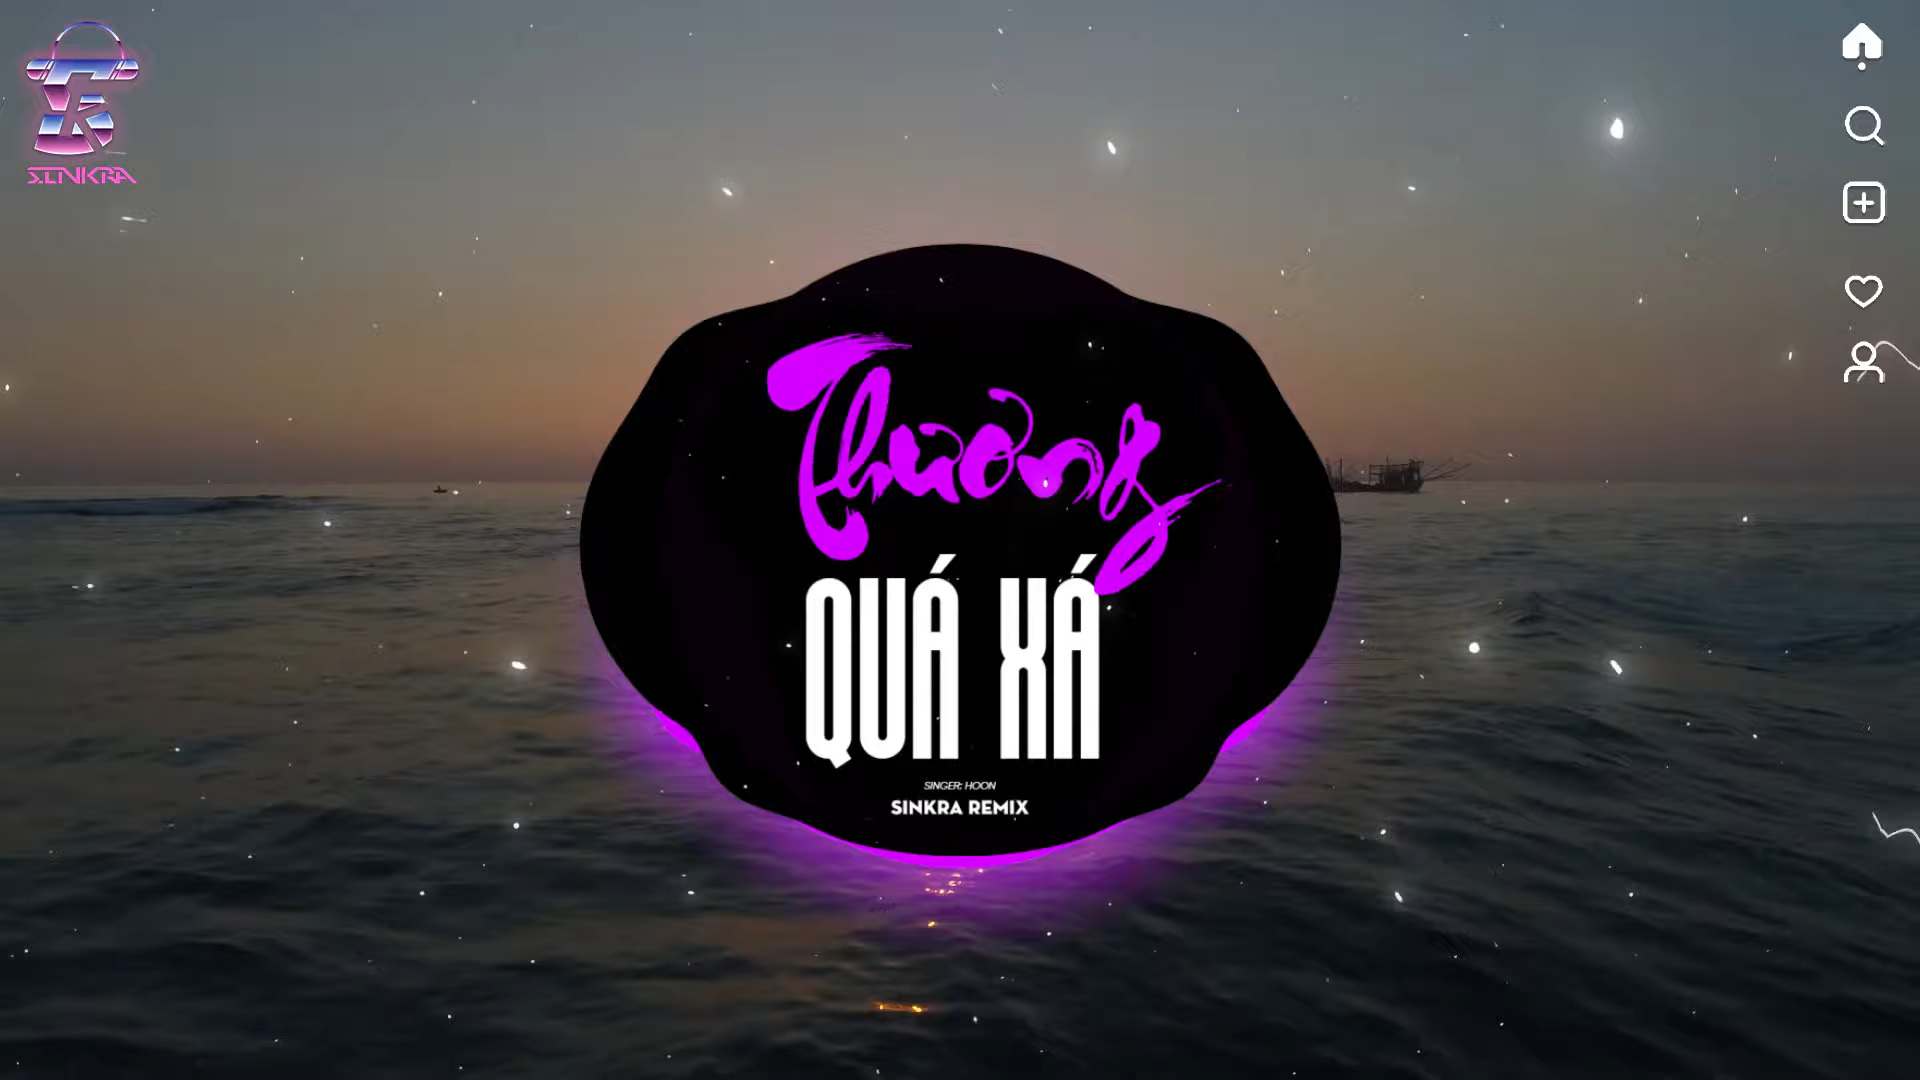 SINKRA
Thương
QUÁ XÁ
SINGER: HOON
SINKRA REMIX